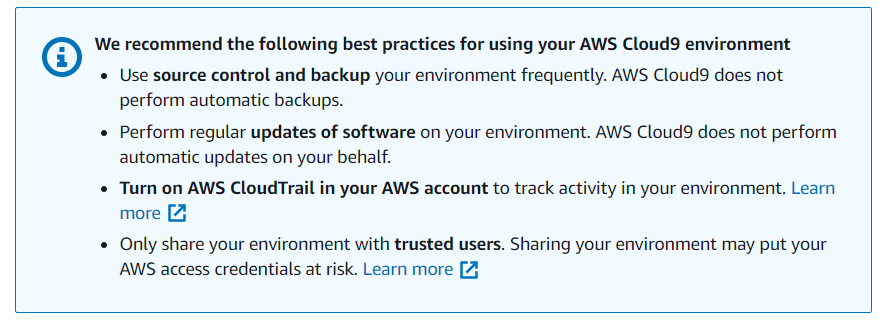 We recommend the following best practices for using your AWS Cloud9 environment
Use source control and backup your environment frequently. AWS Cloud9 does not
perform automatic backups.
Perform regular updates of software on your environment. AWS Cloud9 does not perform
automatic updates on your behalf.
Turn on AWS CloudTrail in your AWS account to track activity in your environment. Learn
more
Only share your environment with trusted users. Sharing your environment may put your
AWS access credentials at risk. Learn more